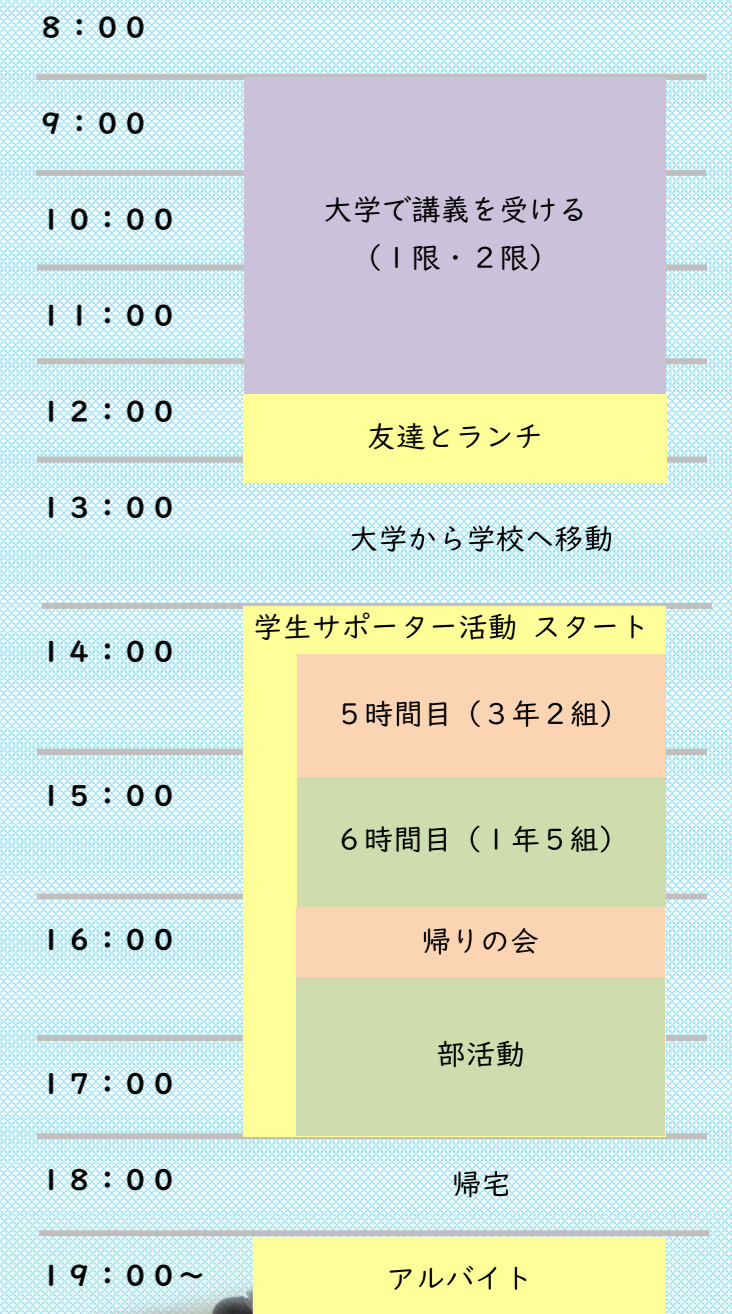 8：00
9：00
10：00
大学で講義を受ける
（1限・2限）
11：00
12：00
友達とランチ
13：00
大学から学校へ移動
学生サポーター活動 スタート
14：00
5時間目（3年2組）
15：00
6時間目（1年5組）
16：00
帰りの会
部活動
17：00
18：00
帰宅
19：00～
アルバイト